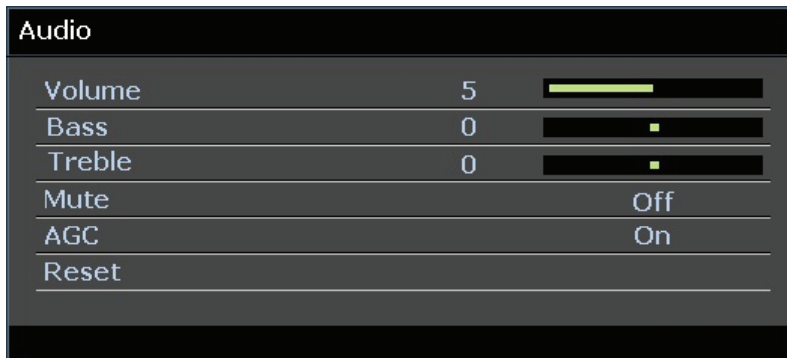 Audio
Volume 5
Bass 0
Treble 0
Mute Off
AGC On
Reset